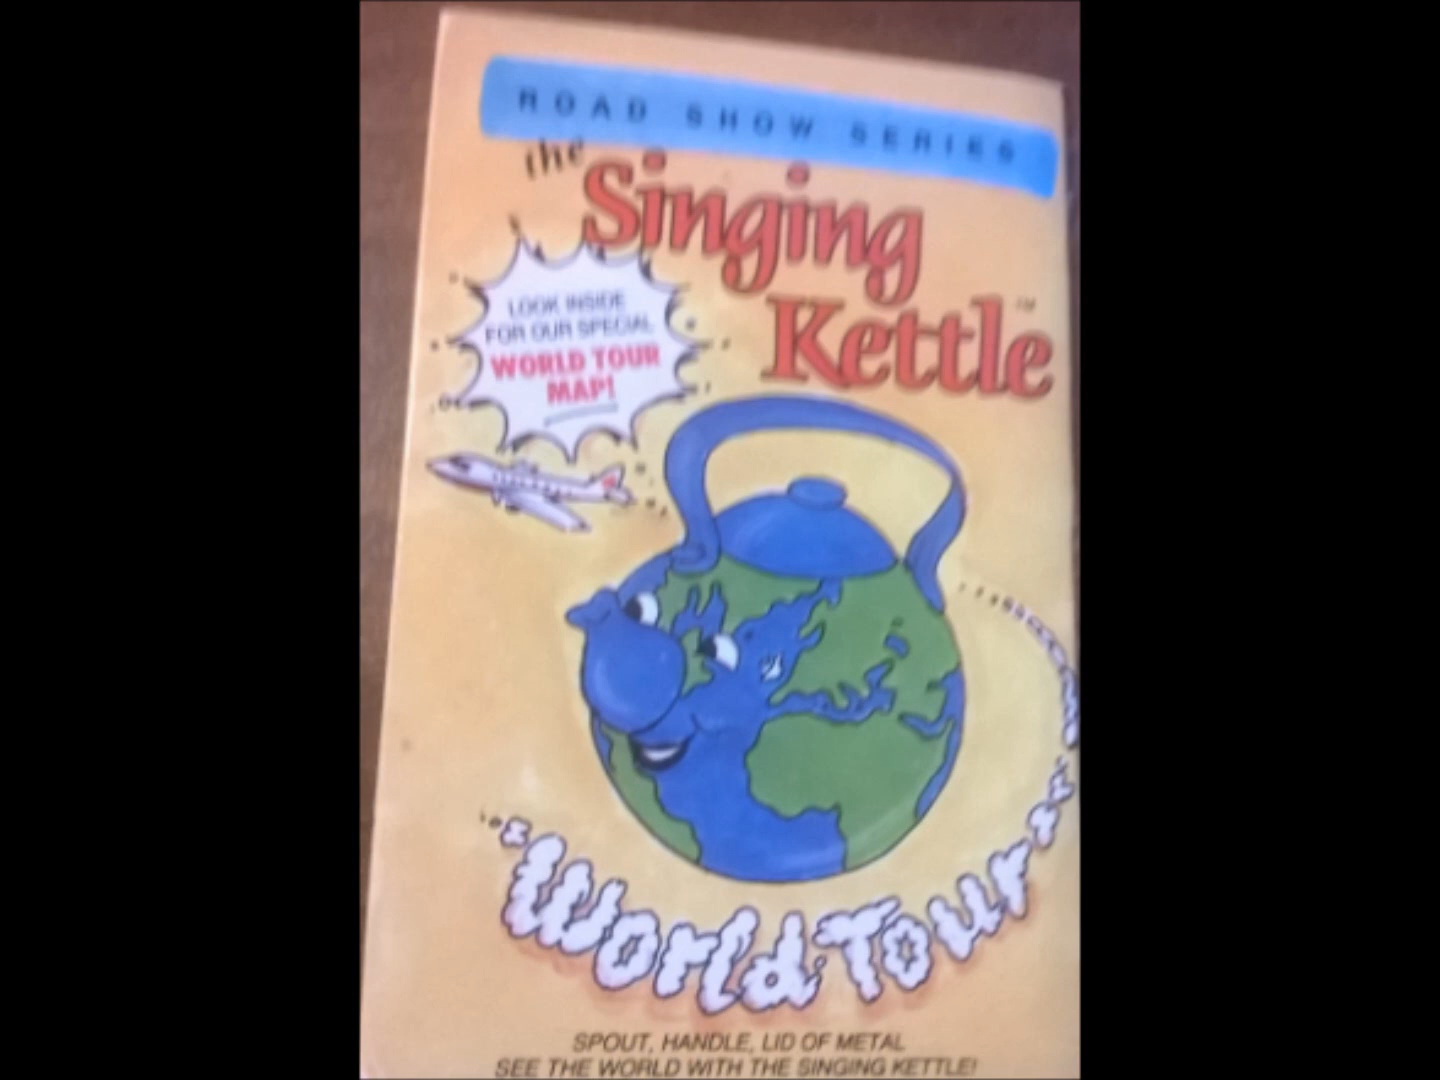 ROAD SHOW SERIES
the
Singing
Kettle™
LOOK INSIDE
FOR OUR SPECIAL
WORLD TOUR
MAP!
World Tour
SPOUT, HANDLE, LID OF METAL
SEE THE WORLD WITH THE SINGING KETTLE!